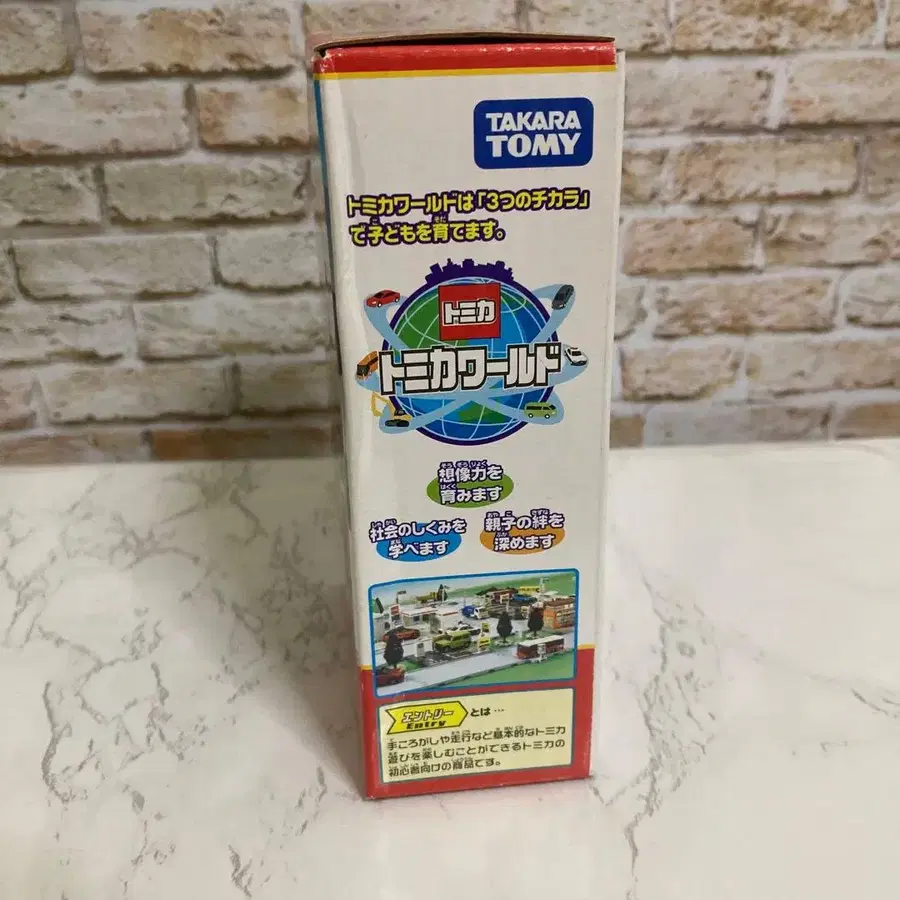 TAKARA
TOMY
トミカワールドは「3つのチカラ」
で子どもを育てます。
トミカ
トミカワールド
想像力を
育みます
社会のしくみを
学べます
親子の絆を
深めます
エントリー
Entry
とは…
手ころがしや走行など基本的なトミカ
遊びを楽しむことができるトミカの
初心者向けの商品です。